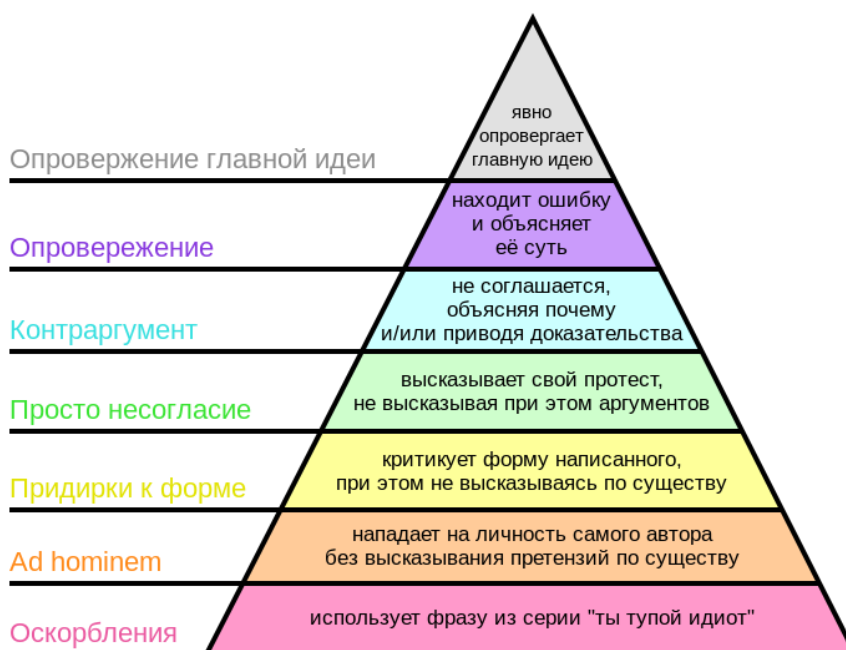 явно
опровергает
главную идею
Опровержение главной идеи
находит ошибку
и объясняет
её суть
Опровережение
не соглашается,
объясняя почему
и/или приводя доказательства
Контраргумент
высказывает свой протест,
не высказывая при этом аргументов
Просто несогласие
критикует форму написанного,
при этом не высказываясь по существу
Придирки к форме
нападает на личность самого автора
без высказывания претензий по существу
Ad hominem
использует фразу из серии "ты тупой идиот"
Оскорбления